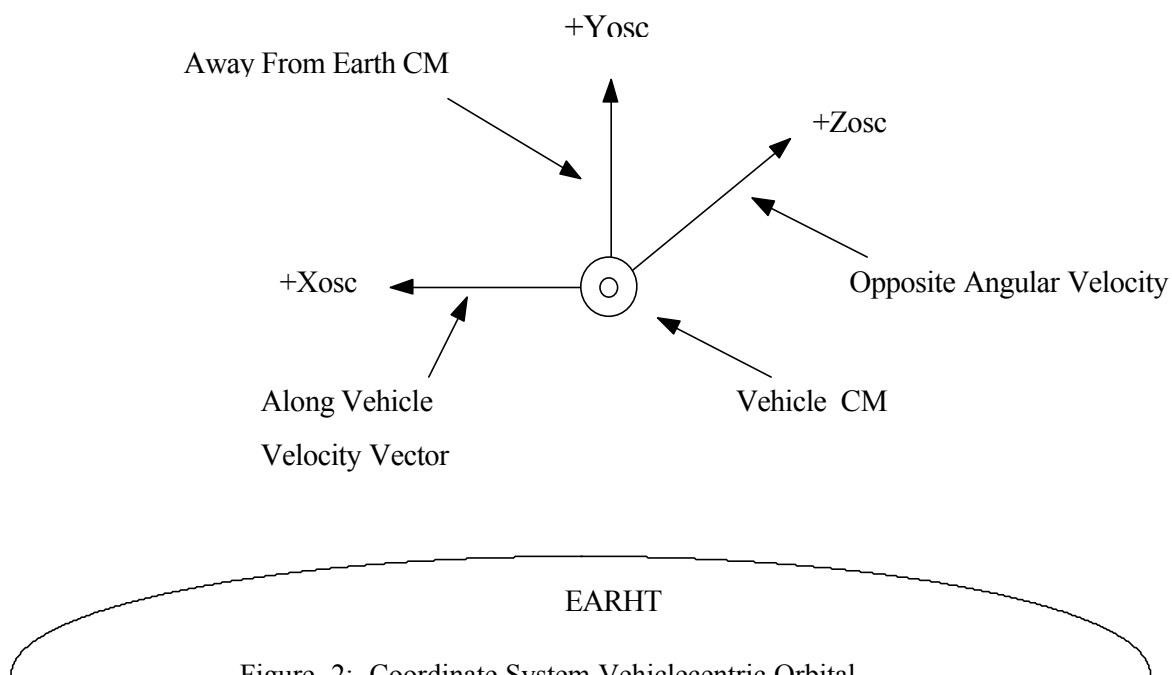 +Yosc
Away From Earth CM
+Zosc
+Xosc
Opposite Angular Velocity
Along Vehicle
Velocity Vector
Vehicle CM
EARHT
Figure 2: Coordinate System Vehiclecentric Orbital